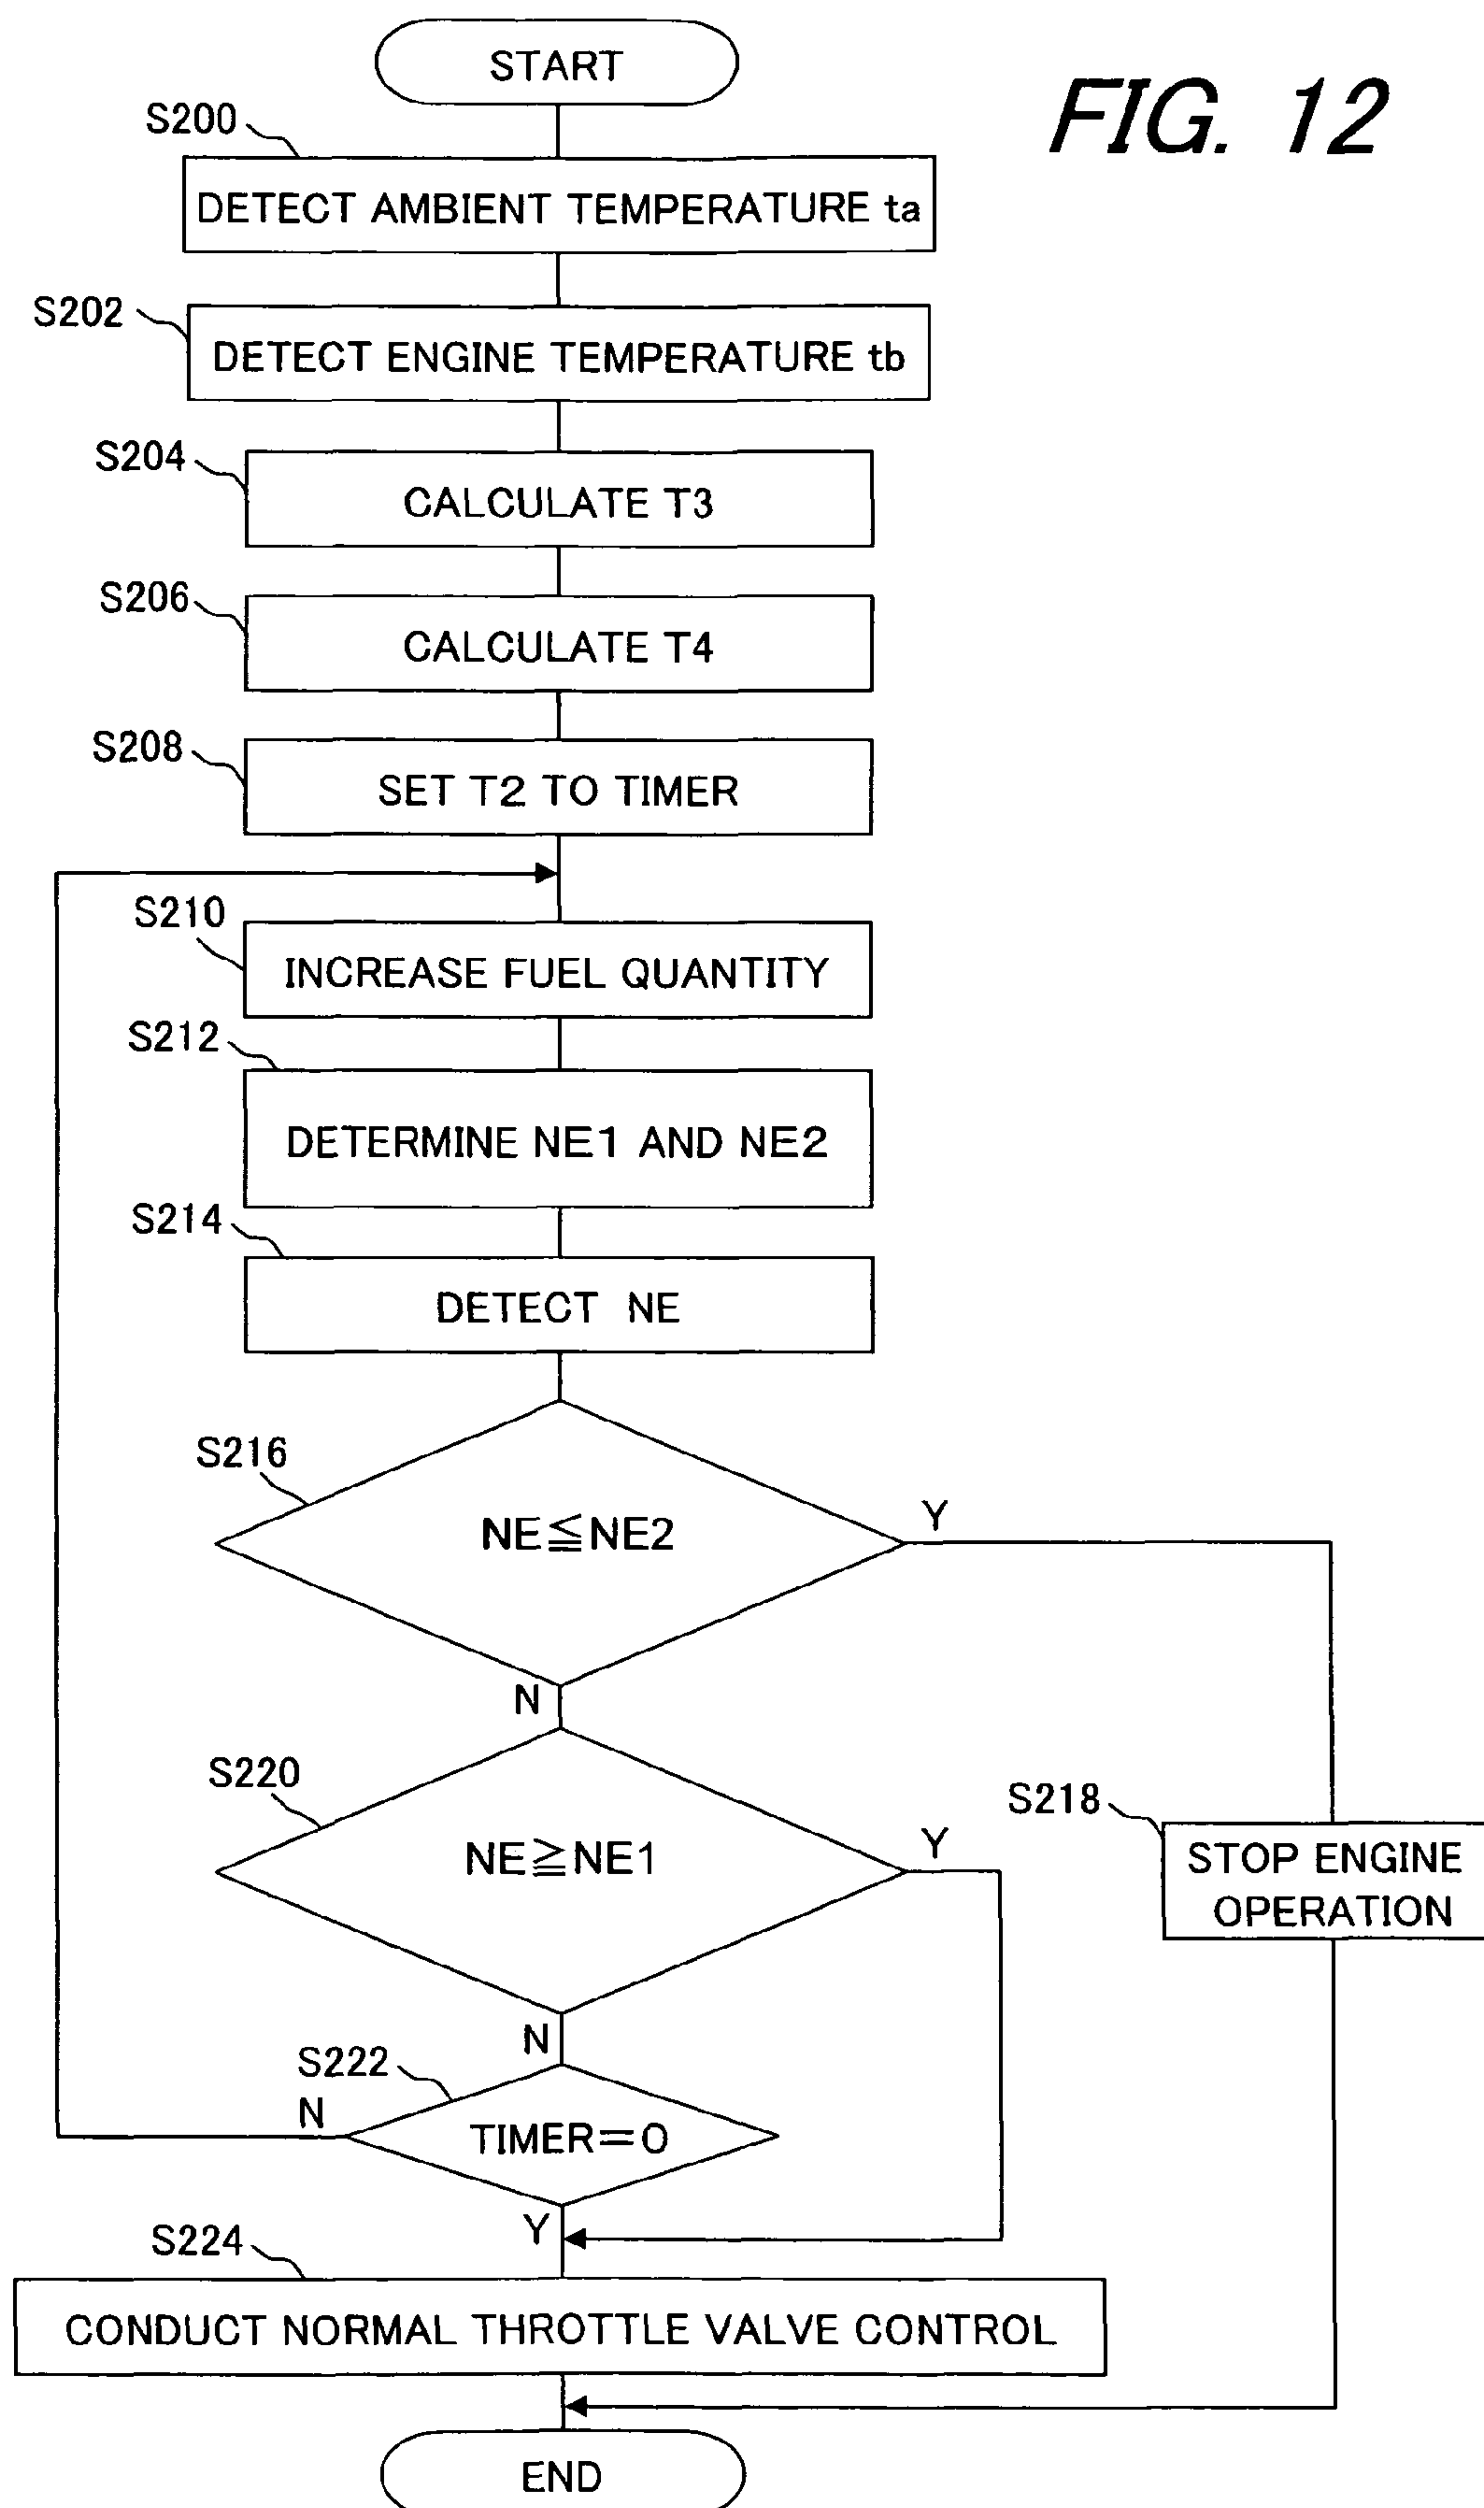 START
FIG. 12
S200
DETECT AMBIENT TEMPERATURE ta
S202
DETECT ENGINE TEMPERATURE tb
S204
CALCULATE T3
S206
CALCULATE T4
S208
SET T2 TO TIMER
S210
INCREASE FUEL QUANTITY
S212
DETERMINE NE1 AND NE2
S214
DETECT NE
S216
NE≦NE2
Y
N
S220
NE≧NE1
Y
S218
STOP ENGINE
OPERATION
N
S222
N
TIMER=0
Y
S224
CONDUCT NORMAL THROTTLE VALVE CONTROL
END